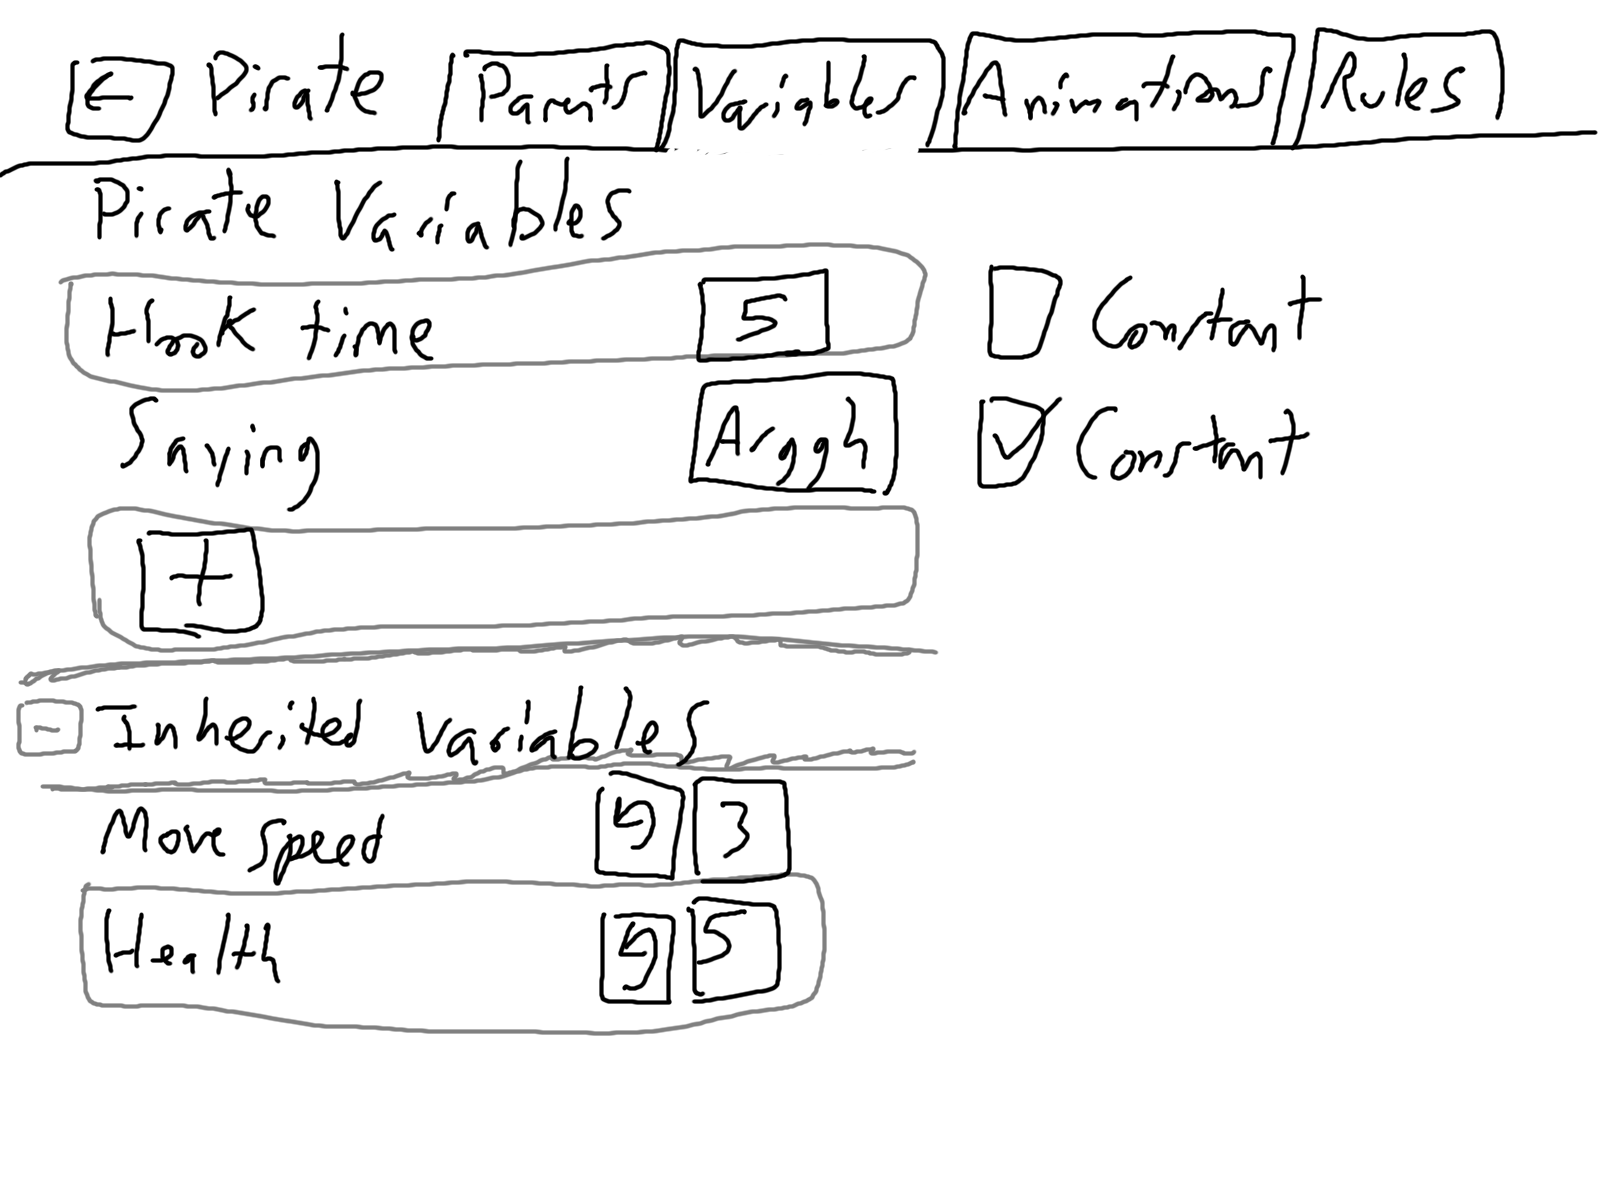 ← Pirate Parents Variables Animations Rules
Pirate Variables
Hook time 5 Constant
Saying Arggh Constant
+
- Inherited variables
Move speed 3
Health 5